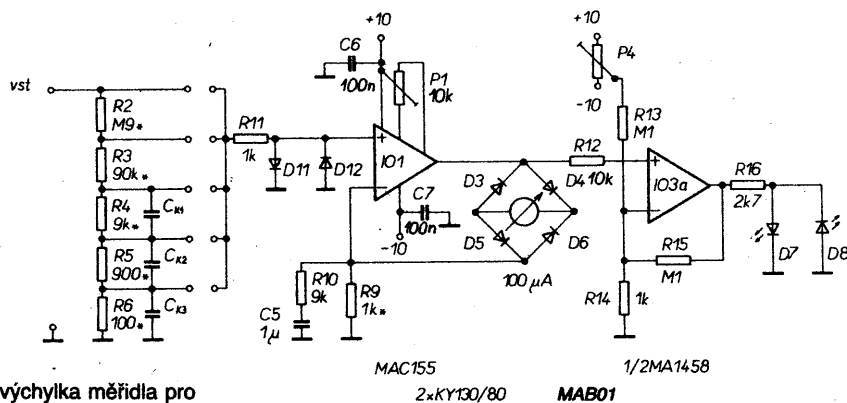 +10
+10
C6
P4
vst
100n
P1
10k
-10
R2
M9*
R11
1k
R13
M1
R3
90k*
D11
D12
IO1
R12
10k
IO3a
R16
2k7
R4
9k*
CK1
C7
100n
D3
D4
-10
R5
900*
CK2
D5
D6
R15
M1
D7
D8
R10
9k
R9
1k*
100 µA
R6
100*
CK3
C5
1µ
R14
1k
MAC155
1/2MA1458
výchylka měřidla pro
2xKY130/80
MAB01